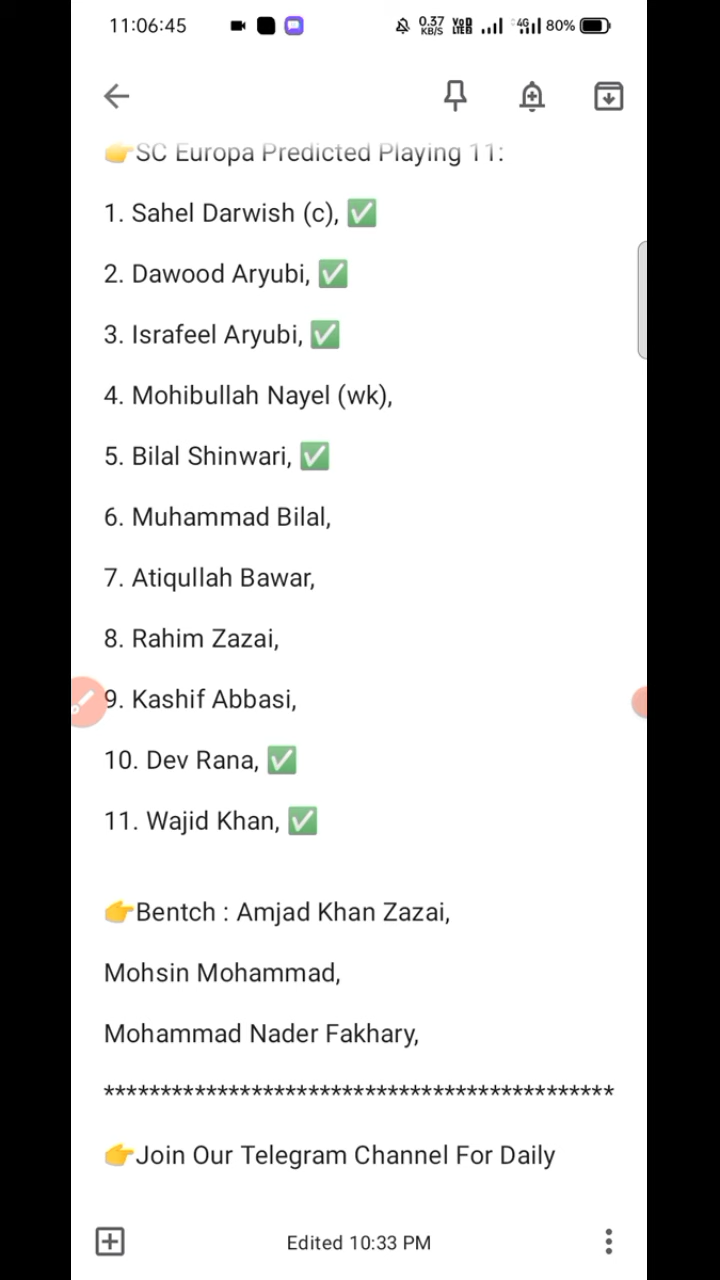 11:06:45 0.37 KB/S VoD LTE 4G 80%
👉SC Europa Predicted Playing 11:
1. Sahel Darwish (c), ✅
2. Dawood Aryubi, ✅
3. Israfeel Aryubi, ✅
4. Mohibullah Nayel (wk),
5. Bilal Shinwari, ✅
6. Muhammad Bilal,
7. Atiqullah Bawar,
8. Rahim Zazai,
9. Kashif Abbasi,
10. Dev Rana, ✅
11. Wajid Khan, ✅
👉Bentch : Amjad Khan Zazai,
Mohsin Mohammad,
Mohammad Nader Fakhary,
*********************************************
👉Join Our Telegram Channel For Daily
Edited 10:33 PM